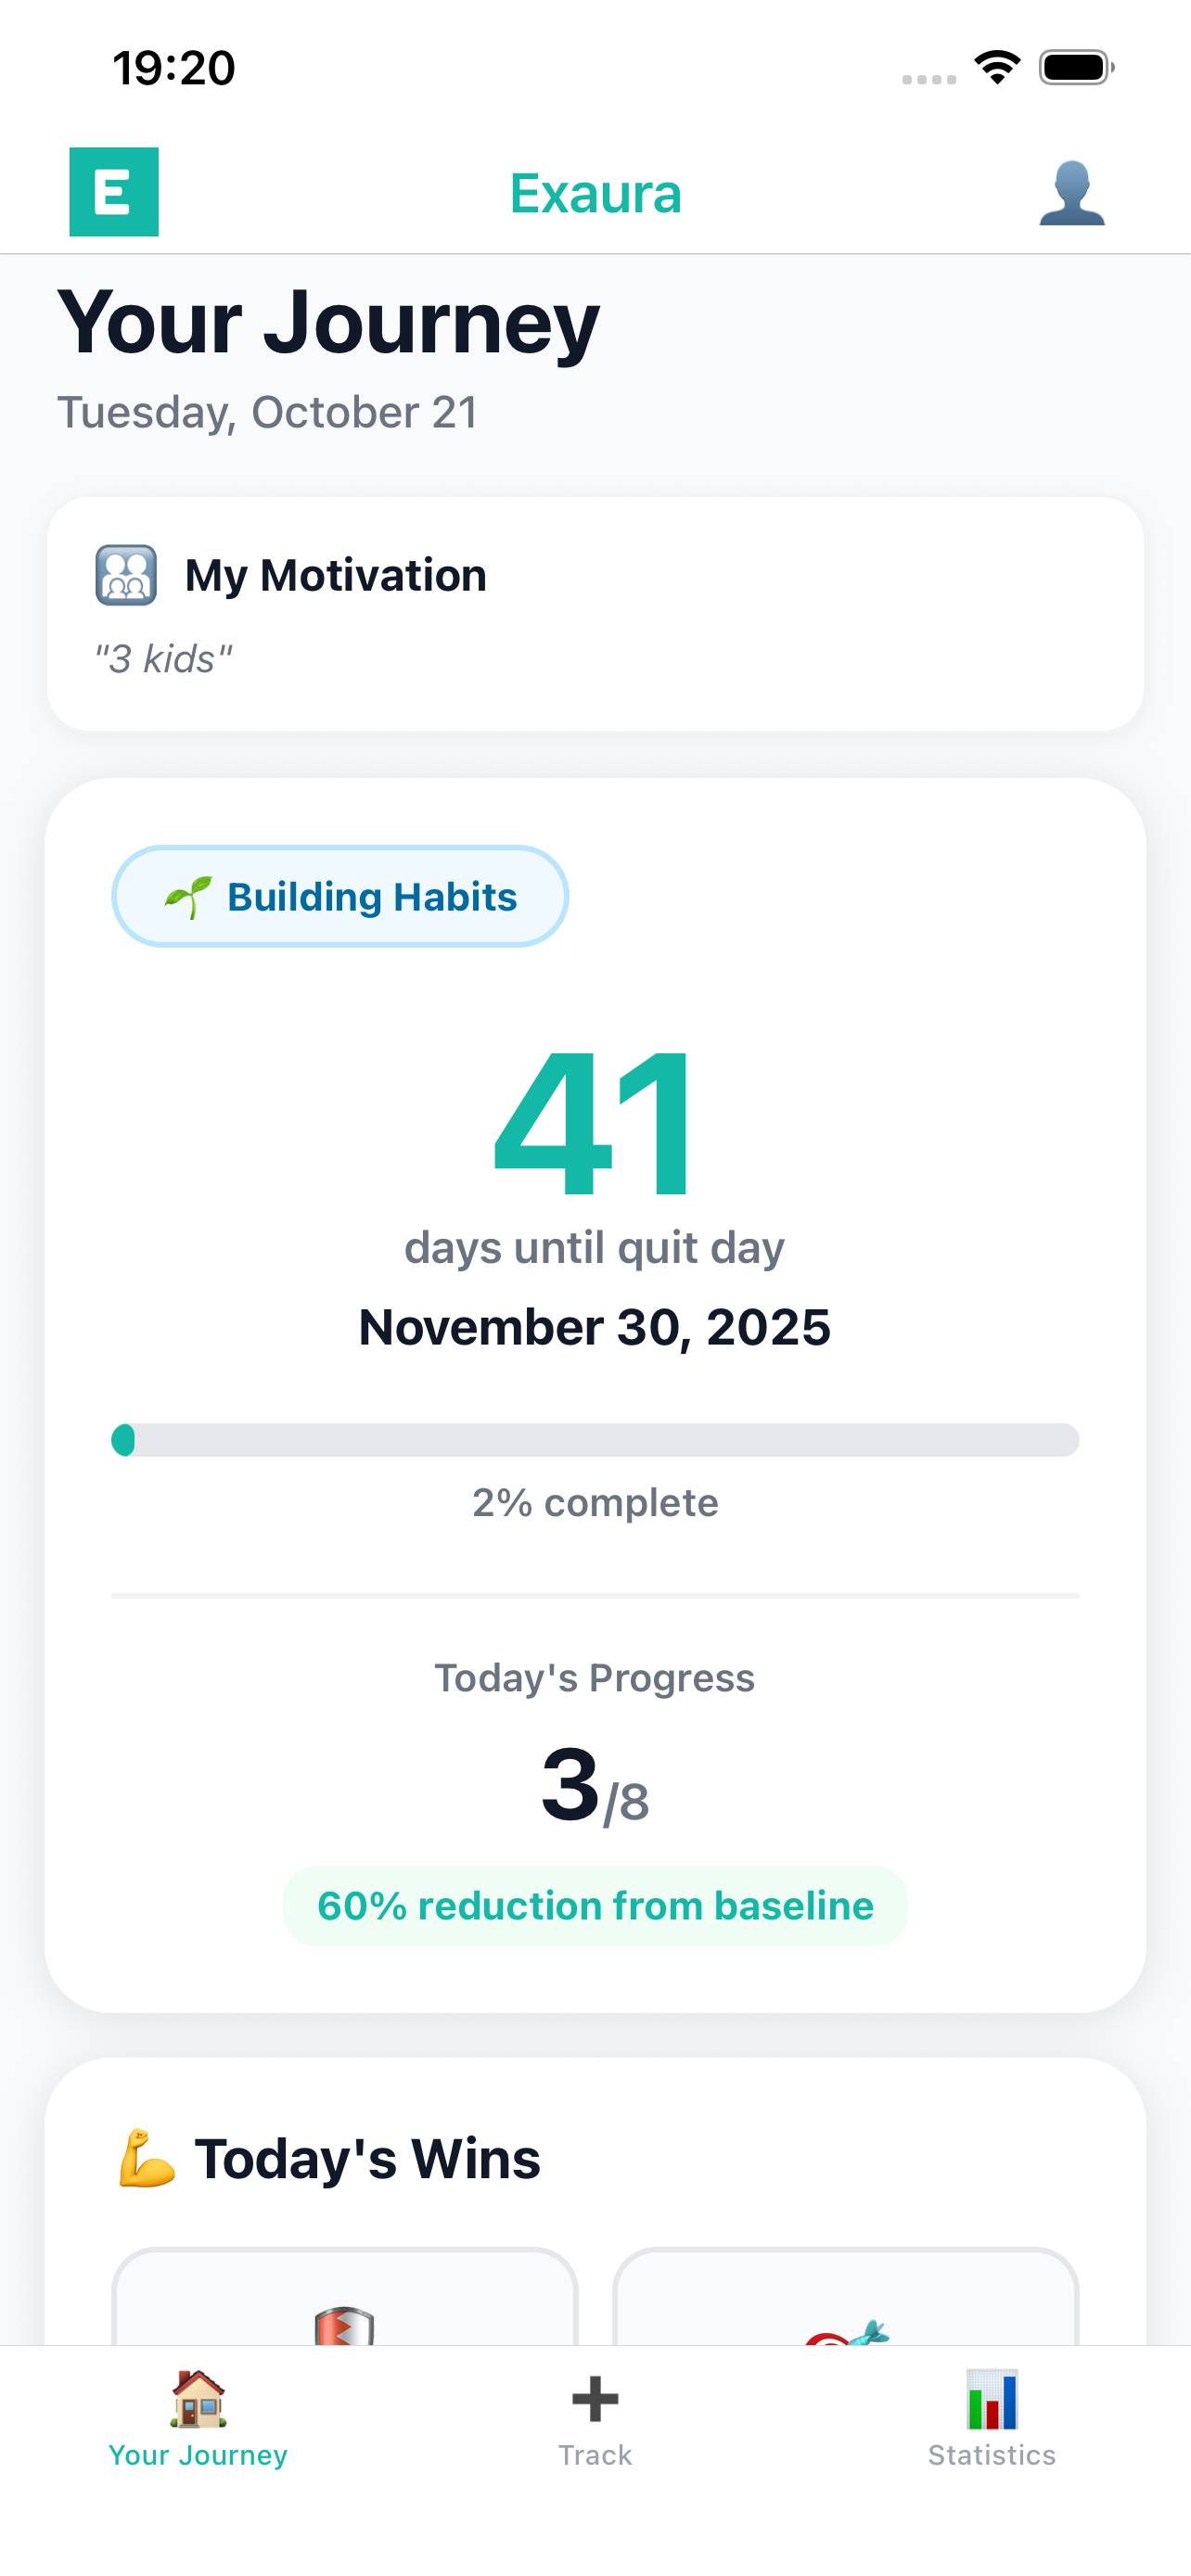 19:20
E
Exaura
Your Journey
Tuesday, October 21
My Motivation
"3 kids"
Building Habits
41
days until quit day
November 30, 2025
2% complete
Today's Progress
3/8
60% reduction from baseline
Today's Wins
Your Journey
Track
Statistics